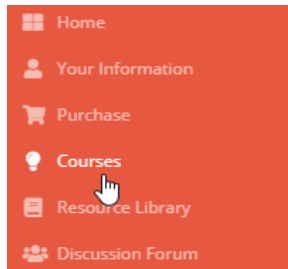 Home
Your Information
Purchase
Courses
Resource Library
Discussion Forum